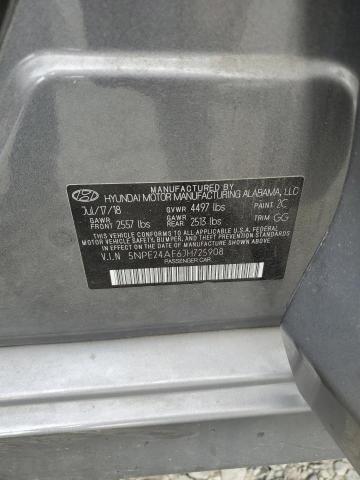 MANUFACTURED BY
HYUNDAI MOTOR MANUFACTURING ALABAMA, LLC
Jul/17/18 GVWR 4497 lbs PAINT 2C
GAWR FRONT 2557 lbs GAWR REAR 2513 lbs TRIM GG
THIS VEHICLE CONFORMS TO ALL APPLICABLE U.S.A. FEDERAL
MOTOR VEHICLE SAFETY, BUMPER, AND THEFT PREVENTION
STANDARDS IN EFFECT ON THE DATE OF MANUFACTURE SHOWN ABOVE.
V.I.N 5NPE24AF6JH725908
PASSENGER CAR